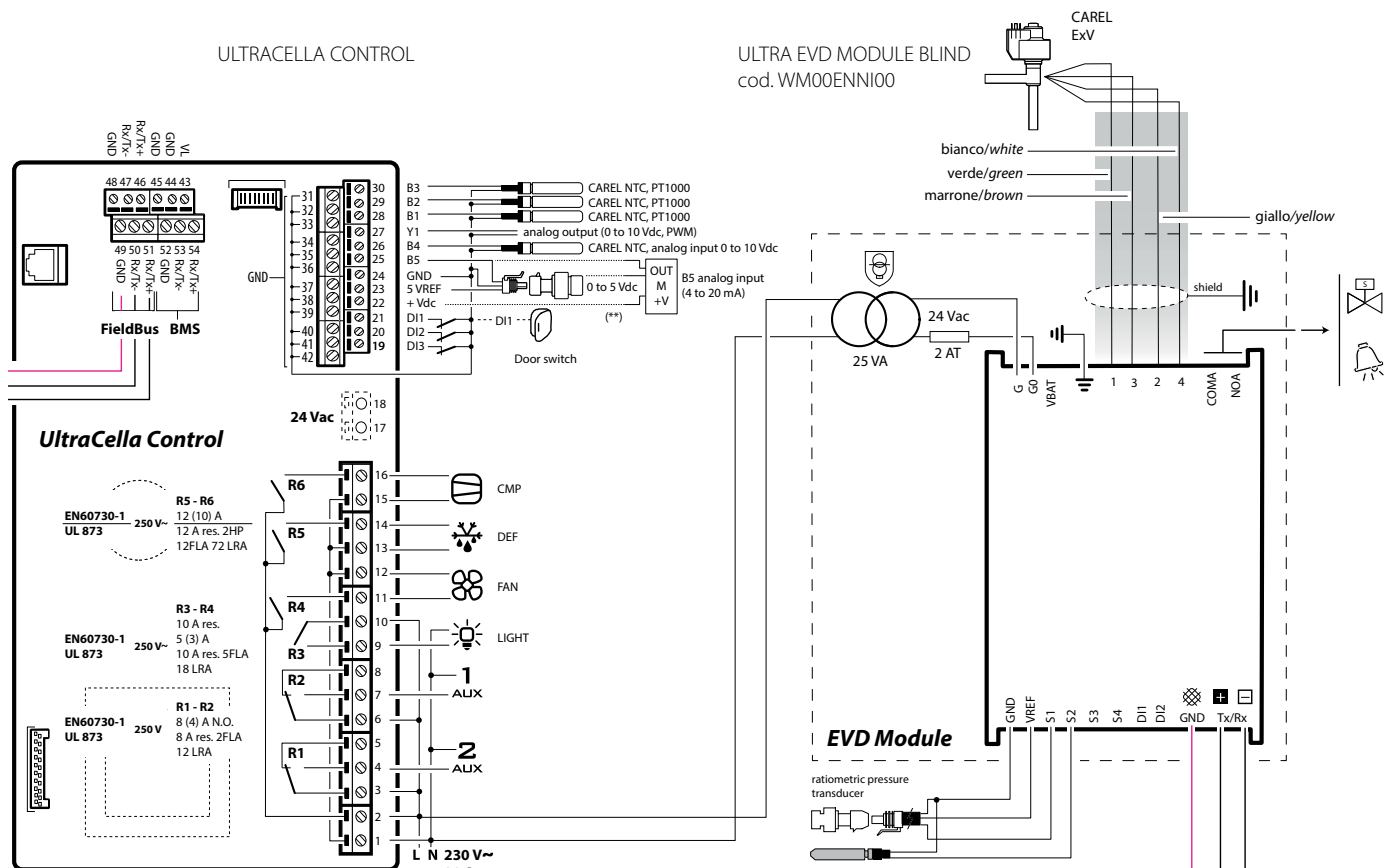 ULTRACELLA CONTROL
ULTRA EVD MODULE BLIND
cod. WM00ENNI00
CAREL
ExV
bianco/white
verde/green
marrone/brown
giallo/yellow
shield
GND
Rx/Tx-
Rx/Tx+
GND
GND
VL
48 47 46 45 44 43
49 50 51 52 53 54
GND
Rx/Tx-
Rx/Tx+
GND
Rx/Tx-
Rx/Tx+
FieldBus BMS
GND
31
32
33
34
35
36
37
38
39
40
41
42
30
29
28
27
26
25
24
23
22
21
20
19
B3
B2
B1
Y1
B4
B5
GND
5 VREF
+ Vdc
DI1
DI2
DI3
CAREL NTC, PT1000
CAREL NTC, PT1000
CAREL NTC, PT1000
analog output (0 to 10 Vdc, PWM)
CAREL NTC, analog input 0 to 10 Vdc
0 to 5 Vdc
OUT
M
+V
B5 analog input
(4 to 20 mA)
(**)
DI1
Door switch
24 Vac
18
17
UltraCella Control
EN60730-1
UL 873
250 V~
R5 - R6
12 (10) A
12 A res. 2HP
12FLA 72 LRA
EN60730-1
UL 873
250 V~
R3 - R4
10 A res.
5 (3) A
10 A res. 5FLA
18 LRA
EN60730-1
UL 873
250 V
R1 - R2
8 (4) A N.O.
8 A res. 2FLA
12 LRA
R6
R5
R4
R3
R2
R1
16
15
14
13
12
11
10
9
8
7
6
5
4
3
2
1
CMP
DEF
FAN
LIGHT
1
AUX
2
AUX
L N 230 V~
25 VA
24 Vac
2 AT
G
G0
VBAT
1
3
2
4
COMA
NOA
S
EVD Module
GND
VREF
S1
S2
S3
S4
DI1
DI2
GND
Tx/Rx
ratiometric pressure
transducer